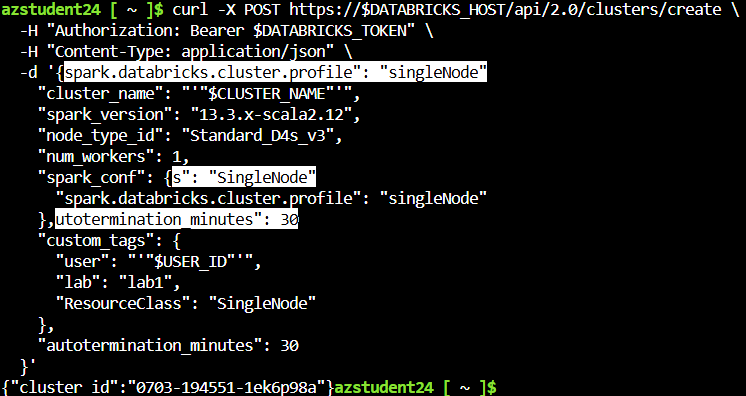 azstudent24 [ ~ ]$ curl -X POST https://$DATABRICKS_HOST/api/2.0/clusters/create \
  -H "Authorization: Bearer $DATABRICKS_TOKEN" \
  -H "Content-Type: application/json" \
  -d '{spark.databricks.cluster.profile": "singleNode"
    "cluster_name": "'"$CLUSTER_NAME"'",
    "spark_version": "13.3.x-scala2.12",
    "node_type_id": "Standard_D4s_v3",
    "num_workers": 1,
    "spark_conf": {s": "SingleNode"
      "spark.databricks.cluster.profile": "singleNode"
    },utotermination_minutes": 30
    "custom_tags": {
      "user": "'"$USER_ID"'",
      "lab": "lab1",
      "ResourceClass": "SingleNode"
    },
    "autotermination_minutes": 30
  }'
{"cluster_id":"0703-194551-1ek6p98a"}azstudent24 [ ~ ]$